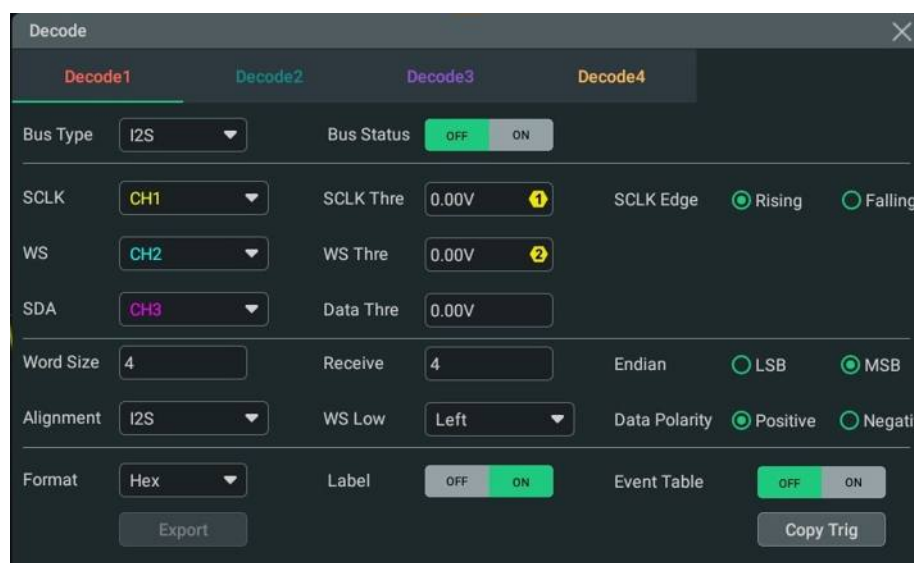 Decode
Decode1 Decode2 Decode3 Decode4
Bus Type I2S Bus Status OFF ON
SCLK CH1 SCLK Thre 0.00V 1 SCLK Edge Rising Falling
WS CH2 WS Thre 0.00V 2
SDA CH3 Data Thre 0.00V
Word Size 4 Receive 4 Endian LSB MSB
Alignment I2S WS Low Left Data Polarity Positive Negati
Format Hex Label OFF ON Event Table OFF ON
Export Copy Trig